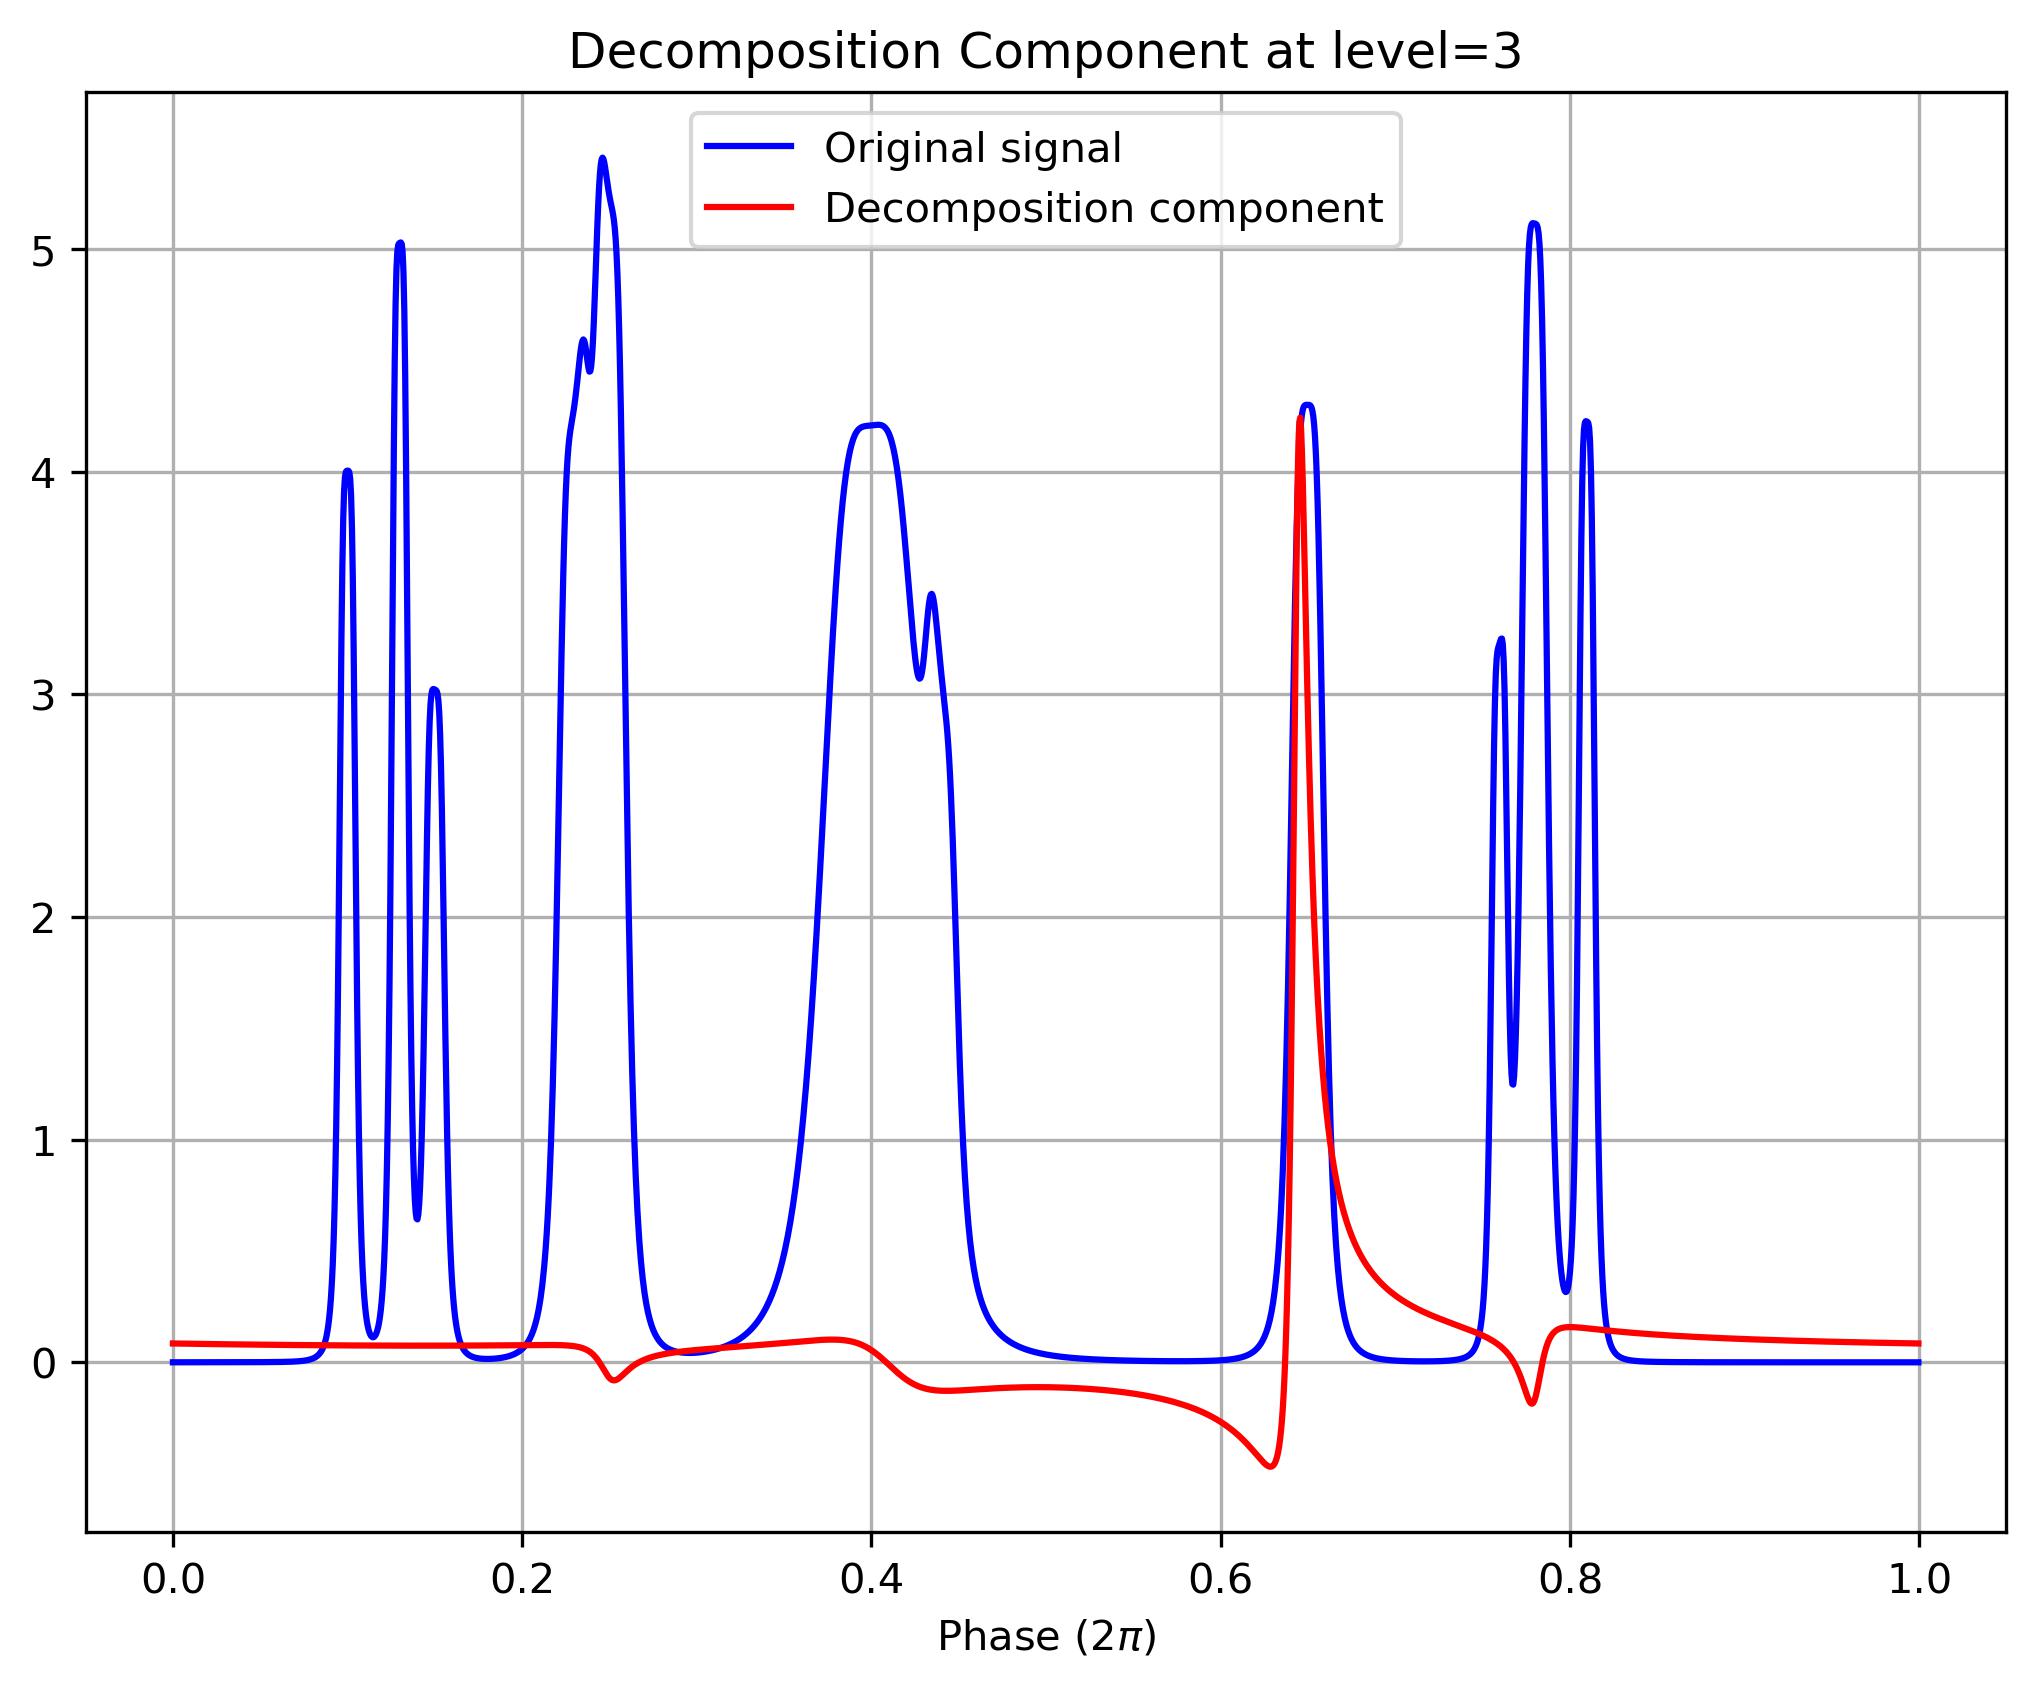 Decomposition Component at level=3
Original signal
Decomposition component
5
4
3
2
1
0
0.0 0.2 0.4 0.6 0.8 1.0
Phase (2π)